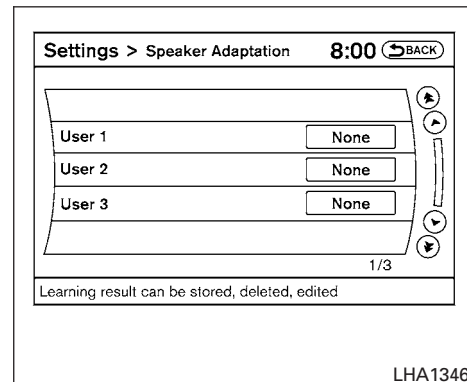 Settings > Speaker Adaptation 8:00 BACK
User 1 None
User 2 None
User 3 None
1/3
Learning result can be stored, deleted, edited
LHA1346